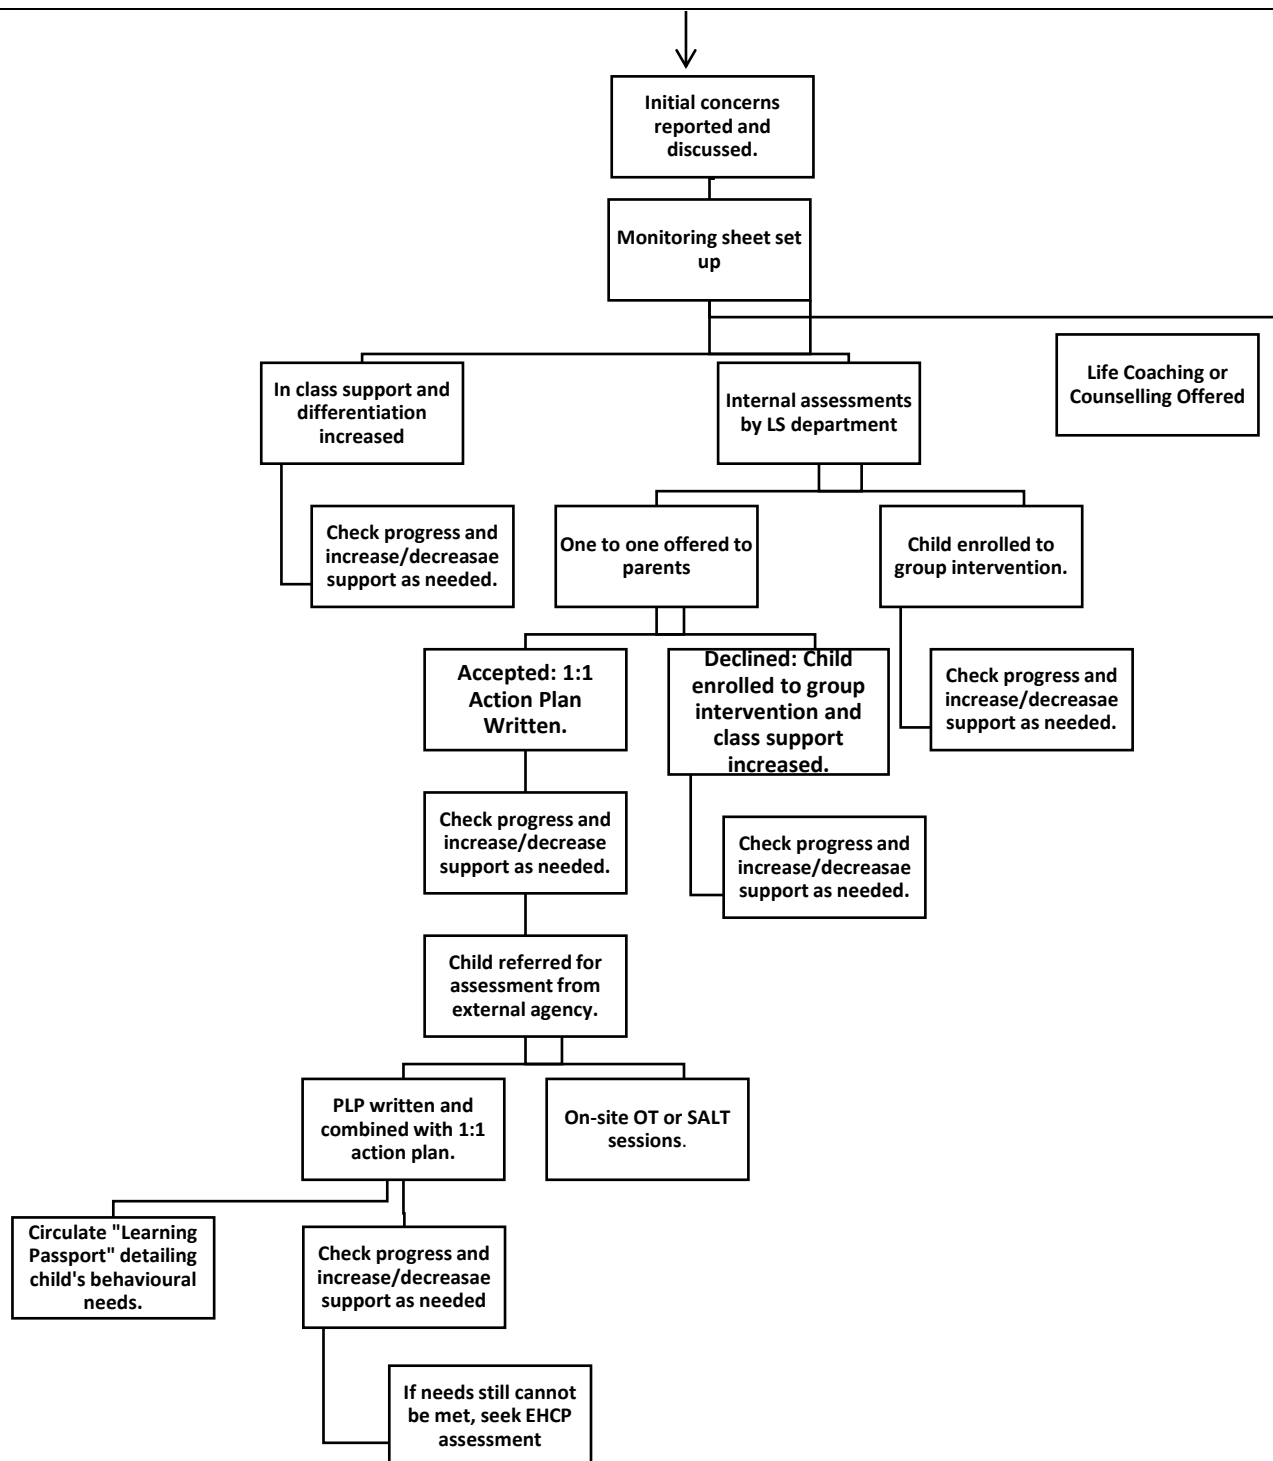 Initial concerns
reported and
discussed.
Monitoring sheet set
up
In class support and
differentiation
increased
Internal assessments
by LS department
Life Coaching or
Counselling Offered
Check progress and
increase/decreasae
support as needed.
One to one offered to
parents
Child enrolled to
group intervention.
Accepted: 1:1
Action Plan
Written.
Declined: Child
enrolled to group
intervention and
class support
increased.
Check progress and
increase/decreasae
support as needed.
Check progress and
increase/decrease
support as needed.
Check progress and
increase/decreasae
support as needed.
Child referred for
assessment from
external agency.
PLP written and
combined with 1:1
action plan.
On-site OT or SALT
sessions.
Circulate "Learning
Passport" detailing
child's behavioural
needs.
Check progress and
increase/decreasae
support as needed
If needs still cannot
be met, seek EHCP
assessment